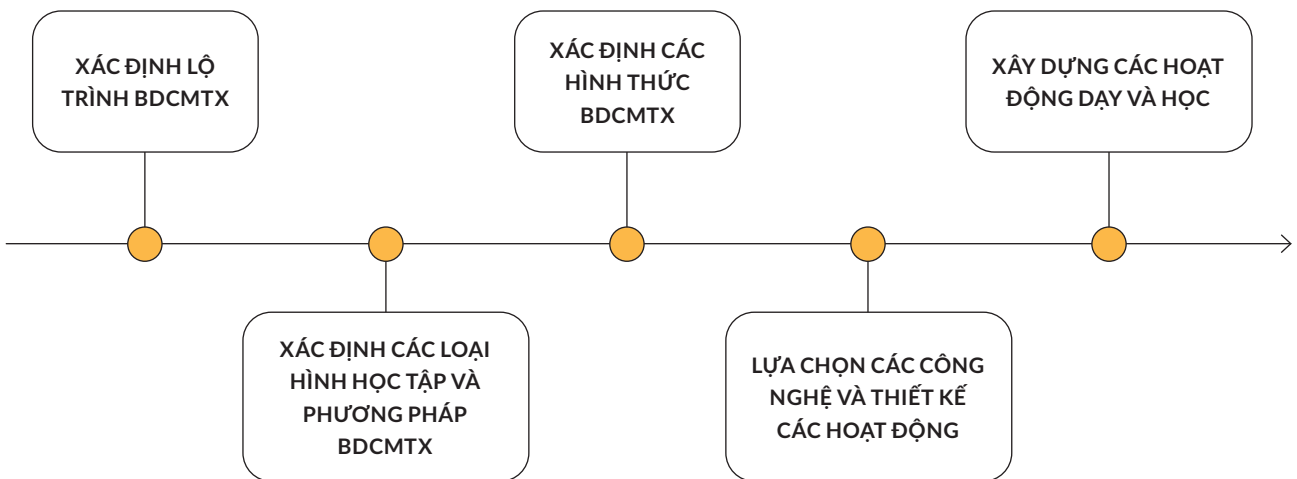 XÁC ĐỊNH LỘ
TRÌNH BDCMTX
XÁC ĐỊNH CÁC LOẠI
HÌNH HỌC TẬP VÀ
PHƯƠNG PHÁP
BDCMTX
XÁC ĐỊNH CÁC
HÌNH THỨC
BDCMTX
LỰA CHỌN CÁC CÔNG
NGHỆ VÀ THIẾT KẾ
CÁC HOẠT ĐỘNG
XÂY DỰNG CÁC HOẠT
ĐỘNG DẠY VÀ HỌC